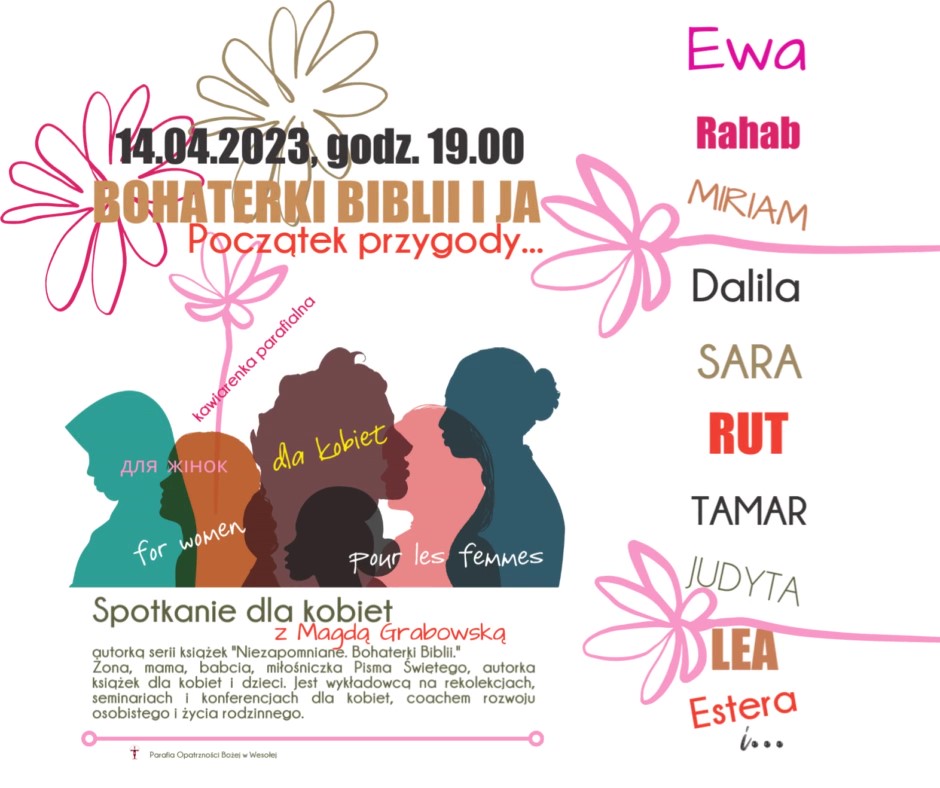 14.04.2023, godz. 19.00
BOHATERKI BIBLII I JA
Początek przygody...
kawiarenka parafialna
для жінок
dla kobiet
for women
pour les femmes
Spotkanie dla kobiet
z Magdą Grabowską
autorką serii książek "Niezapomniane. Bohaterki Biblii."
Żona, mama, babcia, miłośniczka Pisma Świętego, autorka
książek dla kobiet i dzieci. Jest wykładowcą na rekolekcjach,
seminariach i konferencjach dla kobiet, coachem rozwoju
osobistego i życia rodzinnego.
Parafia Opatrzności Bożej w Wesołej
Ewa
Rahab
MIRIAM
Dalila
SARA
RUT
TAMAR
JUDYTA
LEA
Estera
i...